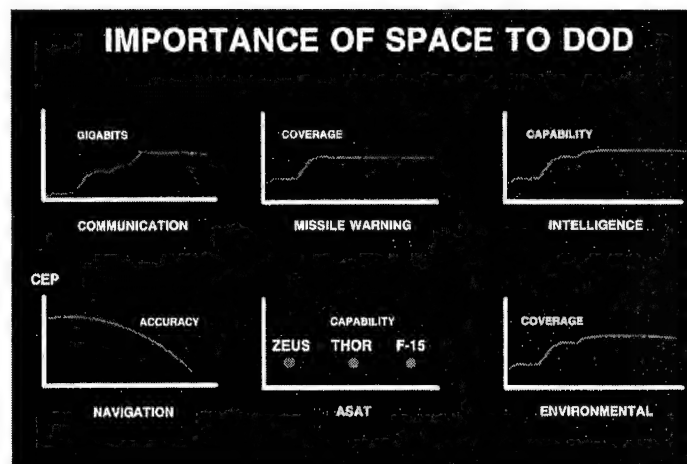 IMPORTANCE OF SPACE TO DOD
GIGABITS
COMMUNICATION
COVERAGE
MISSILE WARNING
CAPABILITY
INTELLIGENCE
CEP
ACCURACY
NAVIGATION
CAPABILITY
ZEUS THOR F-15
ASAT
COVERAGE
ENVIRONMENTAL